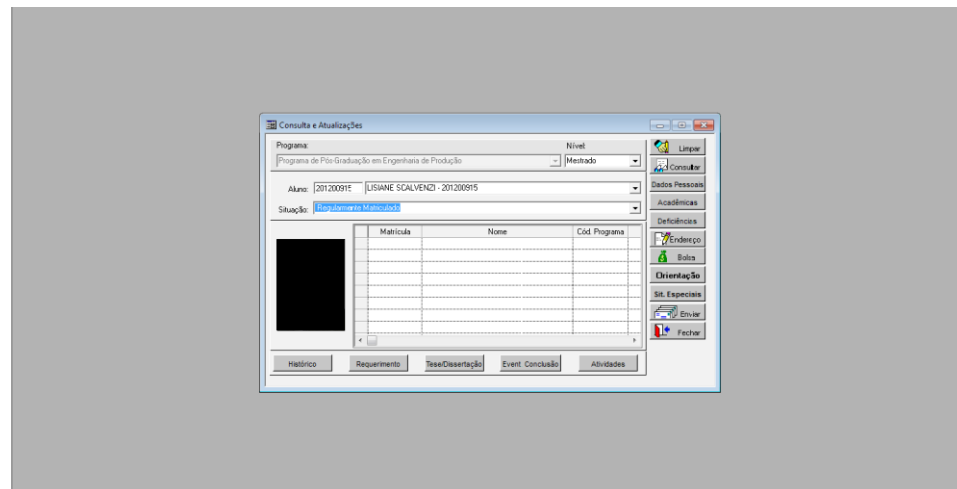 Consulta e Atualizações
Programa: Nível:
Programa de Pós-Graduação em Engenharia de Produção Mestrado
Aluno: 201200915 LISIANE SCALVENZI - 201200915
Situação: Regularmente Matriculado
Matrícula Nome Cód. Programa
Limpar
Consultar
Dados Pessoais
Acadêmicas
Deficiências
Endereço
Bolsa
Orientação
Sit. Especiais
Enviar
Fechar
Histórico Requerimento Tese/Dissertação Event. Conclusão Atividades